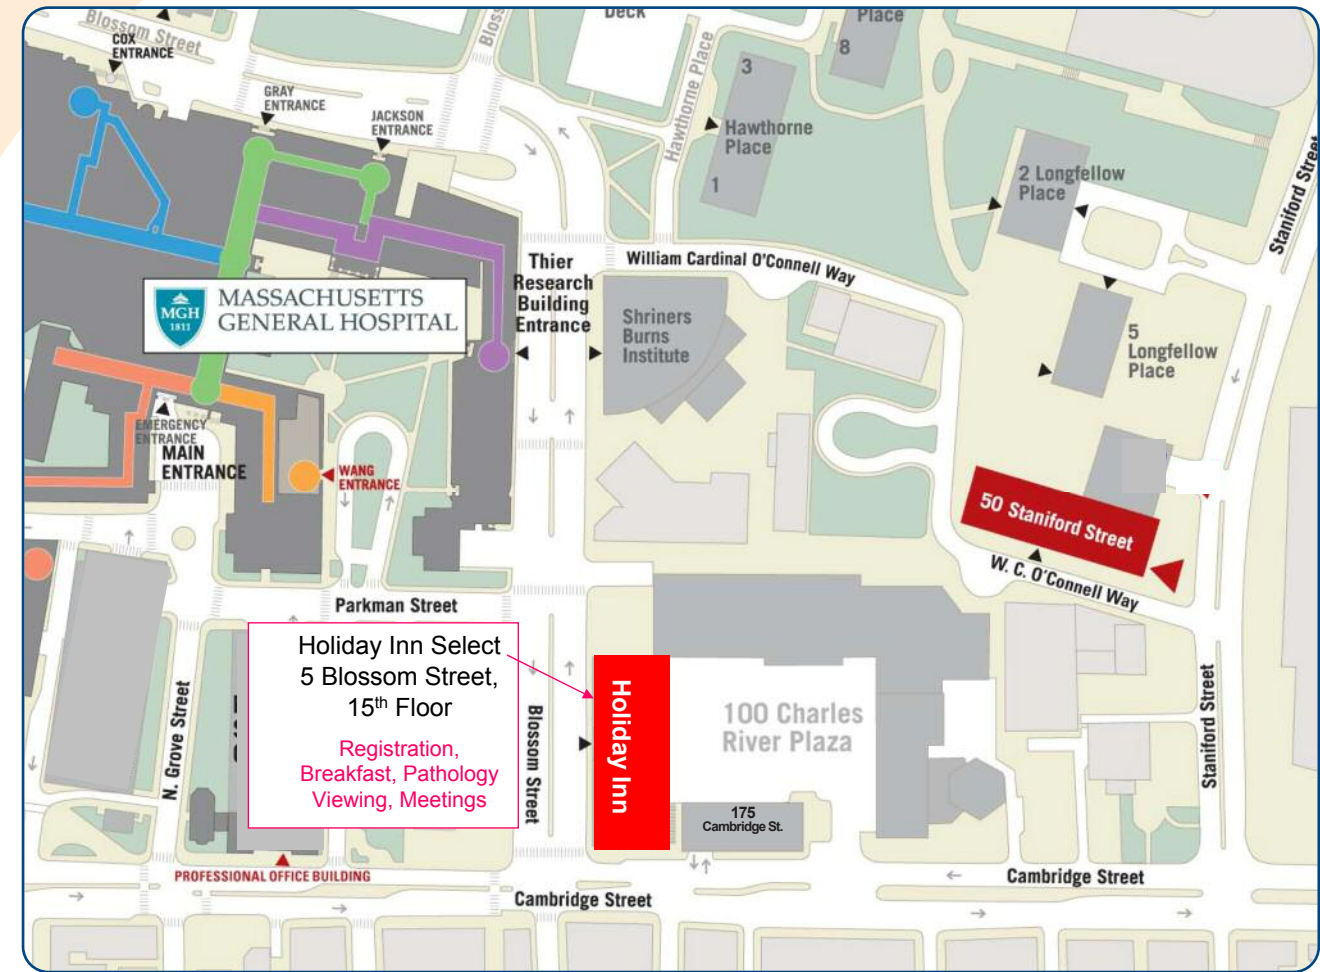 Blossom Street
COX
ENTRANCE
GRAY
ENTRANCE
JACKSON
ENTRANCE
Deck
Hawthorne Place
Place
8
3
Hawthorne
Place
1
2 Longfellow
Place
Staniford Street
William Cardinal O'Connell Way
Thier
Research
Building
Entrance
MGH
1811
MASSACHUSETTS
GENERAL HOSPITAL
Shriners
Burns
Institute
5
Longfellow
Place
EMERGENCY
ENTRANCE
MAIN
ENTRANCE
WANG
ENTRANCE
50 Staniford Street
W. C. O'Connell Way
Parkman Street
Holiday Inn Select
5 Blossom Street,
15th Floor
Registration,
Breakfast, Pathology
Viewing, Meetings
N. Grove Street
Blossom Street
Holiday Inn
100 Charles
River Plaza
Staniford Street
175
Cambridge St.
PROFESSIONAL OFFICE BUILDING
Cambridge Street
Cambridge Street